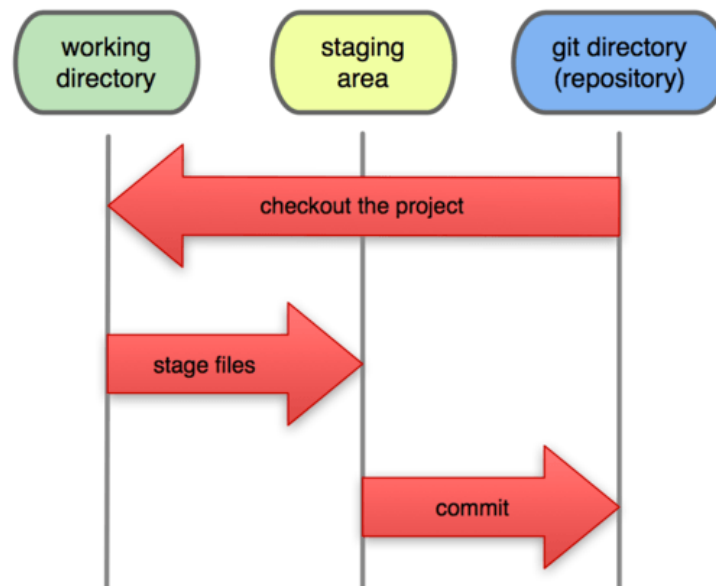 working
directory
staging
area
git directory
(repository)
checkout the project
stage files
commit